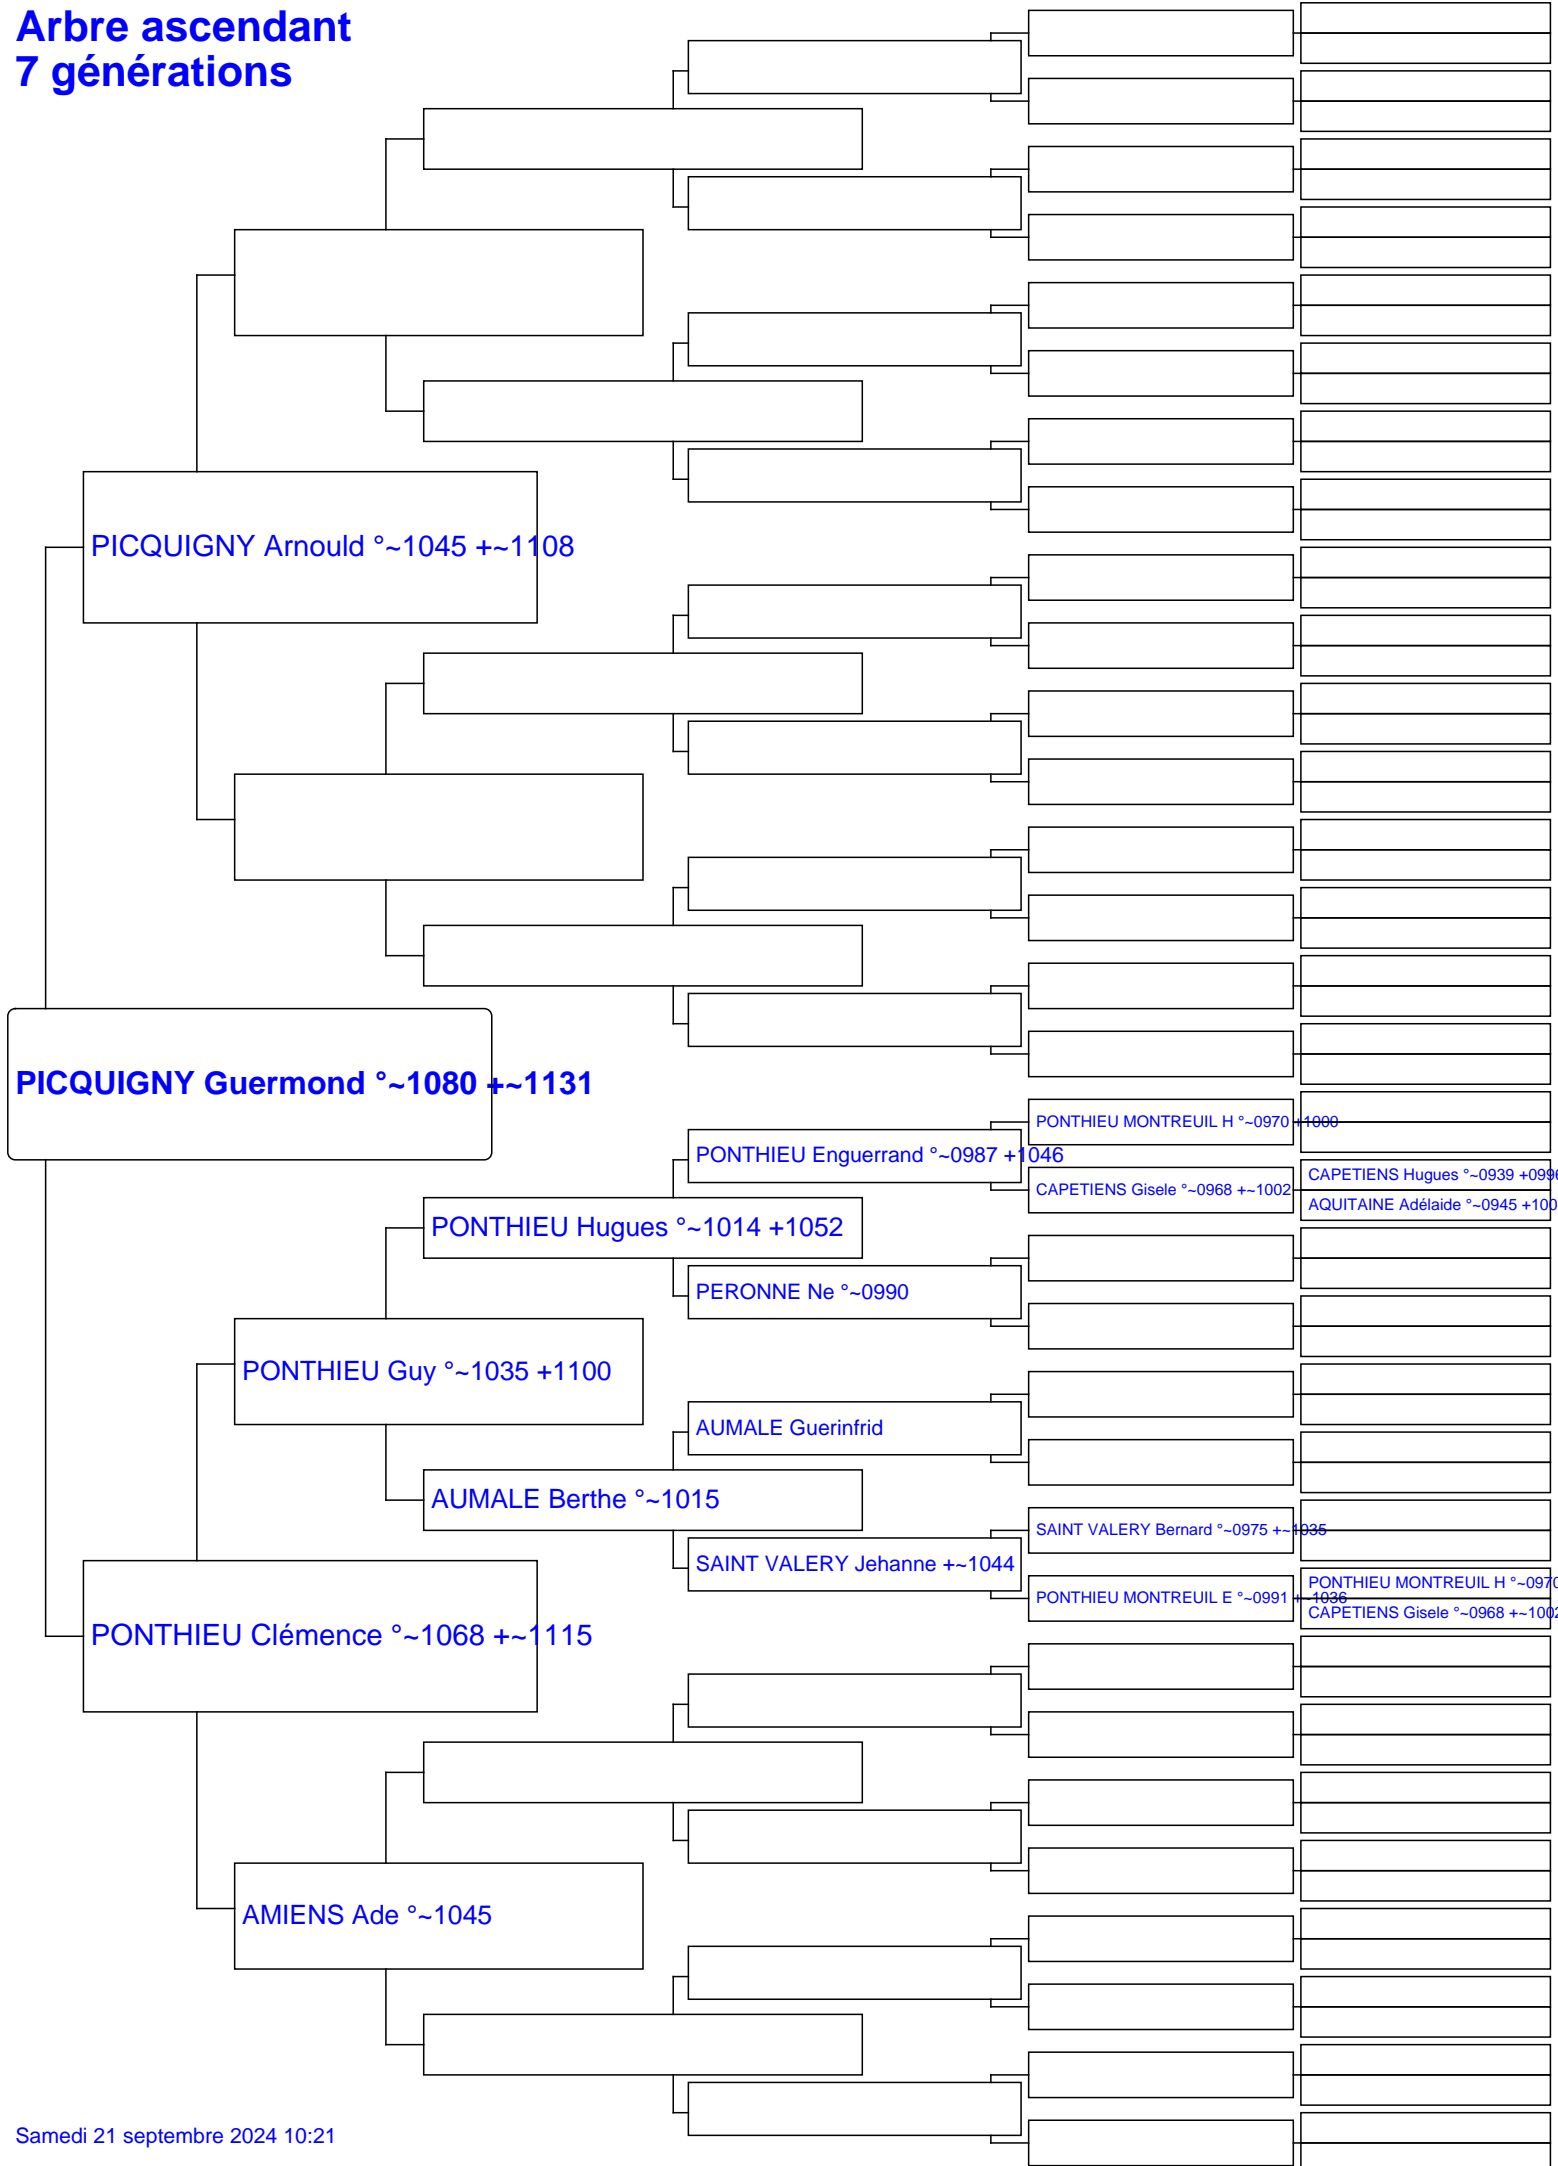 Arbre ascendant
7 générations
PICQUIGNY Arnould °~1045 +~1108
PICQUIGNY Guermond °~1080 +~1131
PONTHIEU MONTREUIL H °~0970 +1000
PONTHIEU Enguerrand °~0987 +1046
CAPETIENS Hugues °~0939 +0996
CAPETIENS Gisele °~0968 +~1002
AQUITAINE Adélaide °~0945 +100
PONTHIEU Hugues °~1014 +1052
PERONNE Ne °~0990
PONTHIEU Guy °~1035 +1100
AUMALE Guerinfrid
AUMALE Berthe °~1015
SAINT VALERY Bernard °~0975 +~1035
SAINT VALERY Jehanne +~1044
PONTHIEU MONTREUIL H °~0970
PONTHIEU MONTREUIL E °~0991 +~1036
CAPETIENS Gisele °~0968 +~1002
PONTHIEU Clémence °~1068 +~1115
AMIENS Ade °~1045
Samedi 21 septembre 2024 10:21